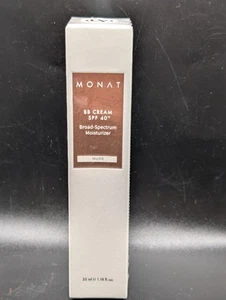 MONAT
BB CREAM
SPF 40
Broad-Spectrum
Moisturizer
NUDE